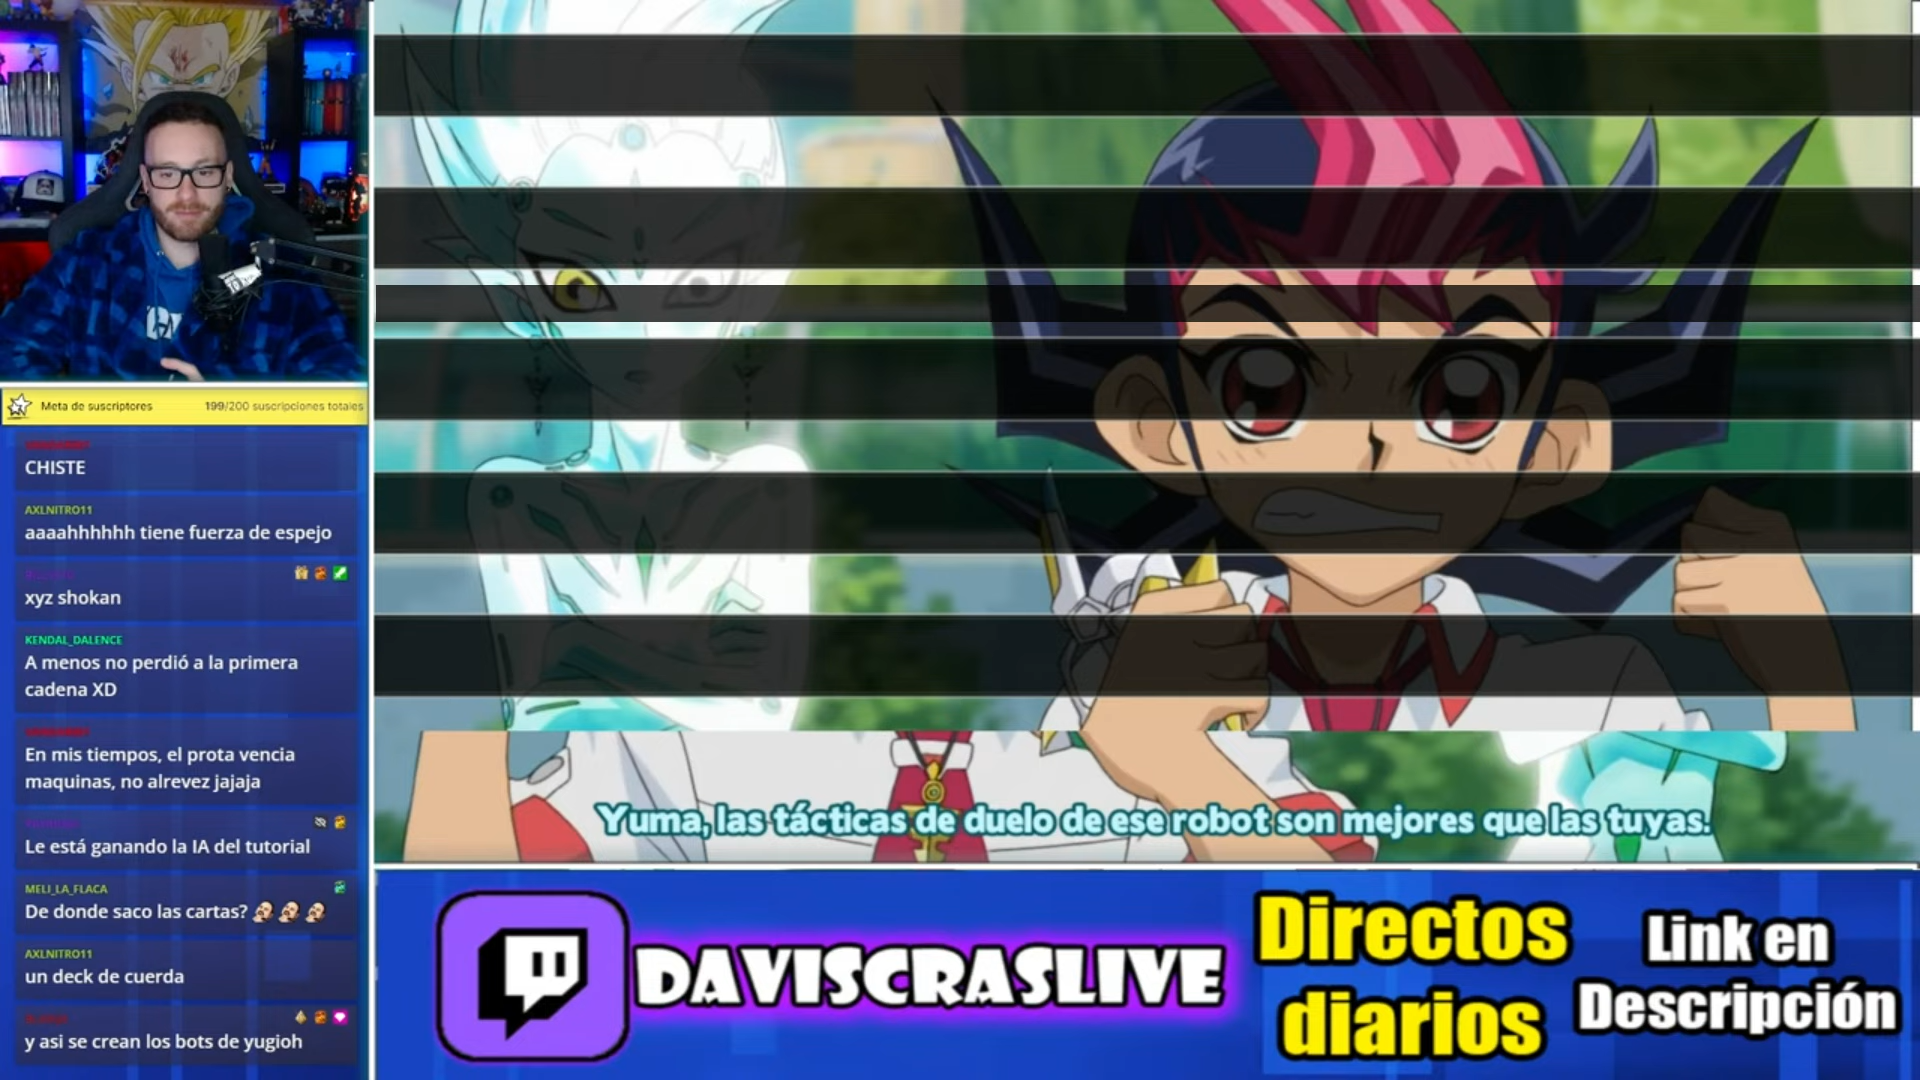 Meta de suscriptores 199/200 suscripciones totales
CHISTE
AXLNITRO11
aaaahhhhhh tiene fuerza de espejo
xyz shokan
KENDAL_DALENCE
A menos no perdió a la primera
cadena XD
En mis tiempos, el prota vencia
maquinas, no alrevez jajaja
Le está ganando la IA del tutorial
MELI_LA_FLACA
De donde saco las cartas?
AXLNITRO11
un deck de cuerda
y asi se crean los bots de yugioh
Yuma, las tácticas de duelo de ese robot son mejores que las tuyas.
DAVISCRASLIVE
Directos
diarios
Link en
Descripción